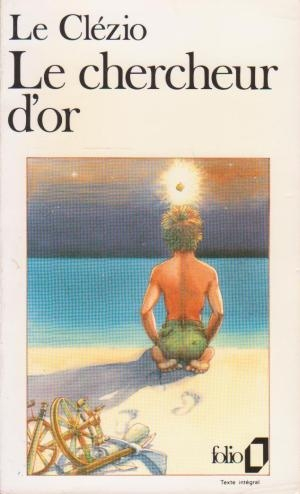 Le Clézio
Le chercheur
d'or
folio
Texte intégral